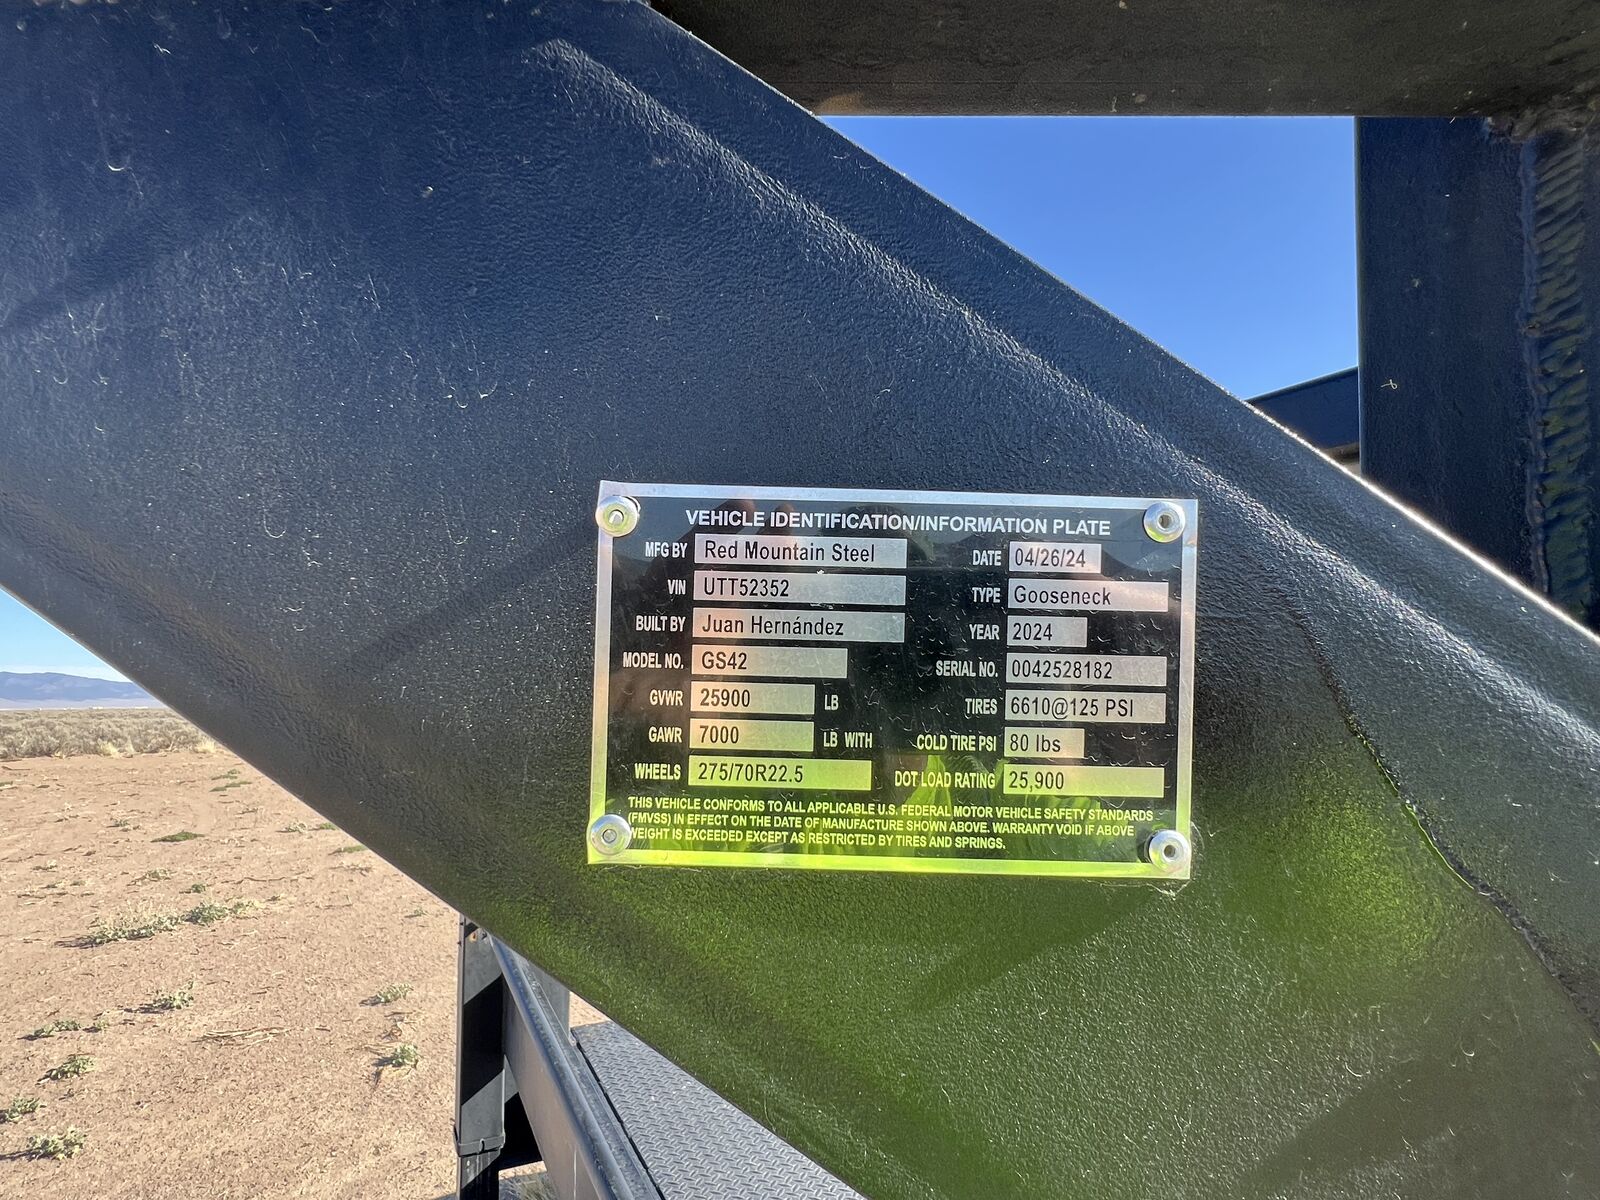 VEHICLE IDENTIFICATION/INFORMATION PLATE
MFG BY Red Mountain Steel DATE 04/26/24
VIN UTT52352 TYPE Gooseneck
BUILT BY Juan Hernández YEAR 2024
MODEL NO. GS42 SERIAL NO. 0042528182
GVWR 25900 LB TIRES 6610@125 PSI
GAWR 7000 LB WITH COLD TIRE PSI 80 lbs
WHEELS 275/70R22.5 DOT LOAD RATING 25,900
THIS VEHICLE CONFORMS TO ALL APPLICABLE U.S. FEDERAL MOTOR VEHICLE SAFETY STANDARDS
(FMVSS) IN EFFECT ON THE DATE OF MANUFACTURE SHOWN ABOVE. WARRANTY VOID IF ABOVE
WEIGHT IS EXCEEDED EXCEPT AS RESTRICTED BY TIRES AND SPRINGS.